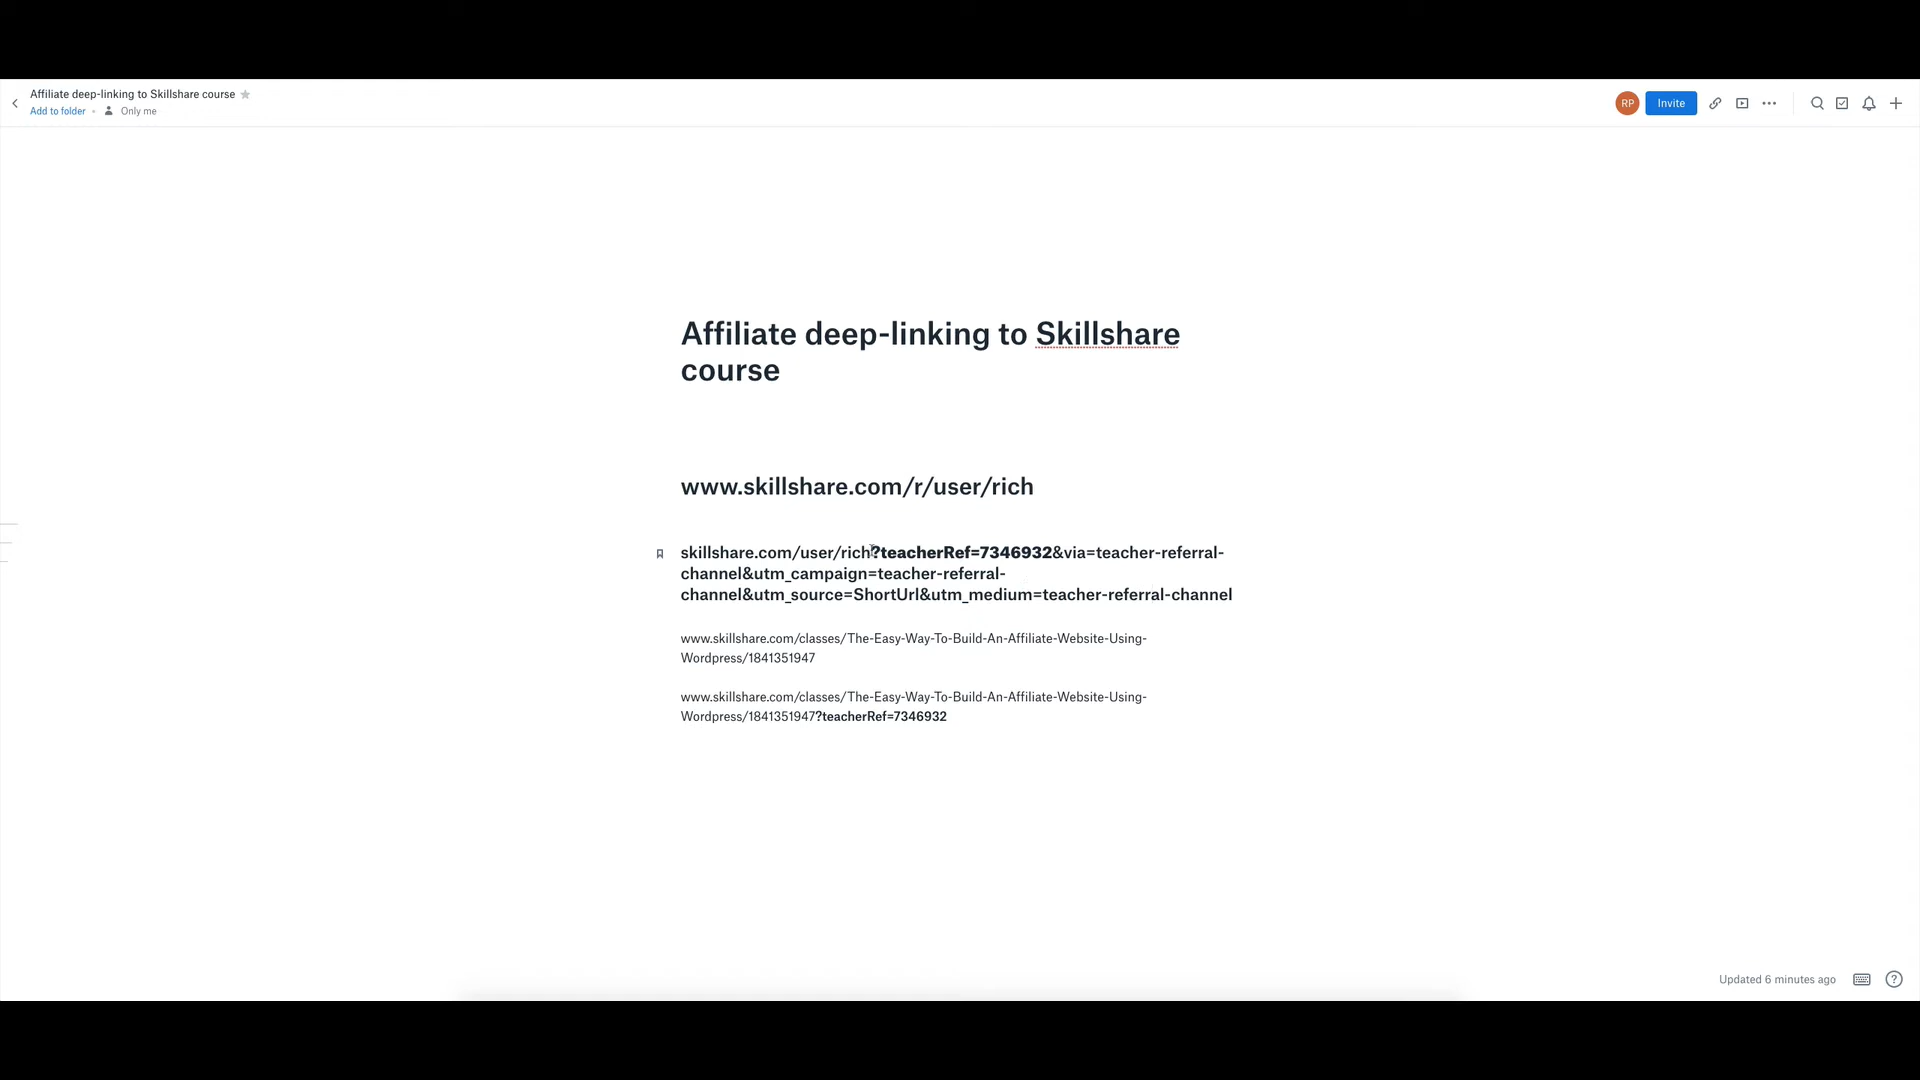 Affiliate deep-linking to Skillshare course
Add to folder • Only me
RP
Invite
Affiliate deep-linking to Skillshare
course
www.skillshare.com/r/user/rich
skillshare.com/user/rich?teacherRef=7346932&via=teacher-referral-
channel&utm_campaign=teacher-referral-
channel&utm_source=ShortUrl&utm_medium=teacher-referral-channel
www.skillshare.com/classes/The-Easy-Way-To-Build-An-Affiliate-Website-Using-
Wordpress/1841351947
www.skillshare.com/classes/The-Easy-Way-To-Build-An-Affiliate-Website-Using-
Wordpress/1841351947?teacherRef=7346932
Updated 6 minutes ago